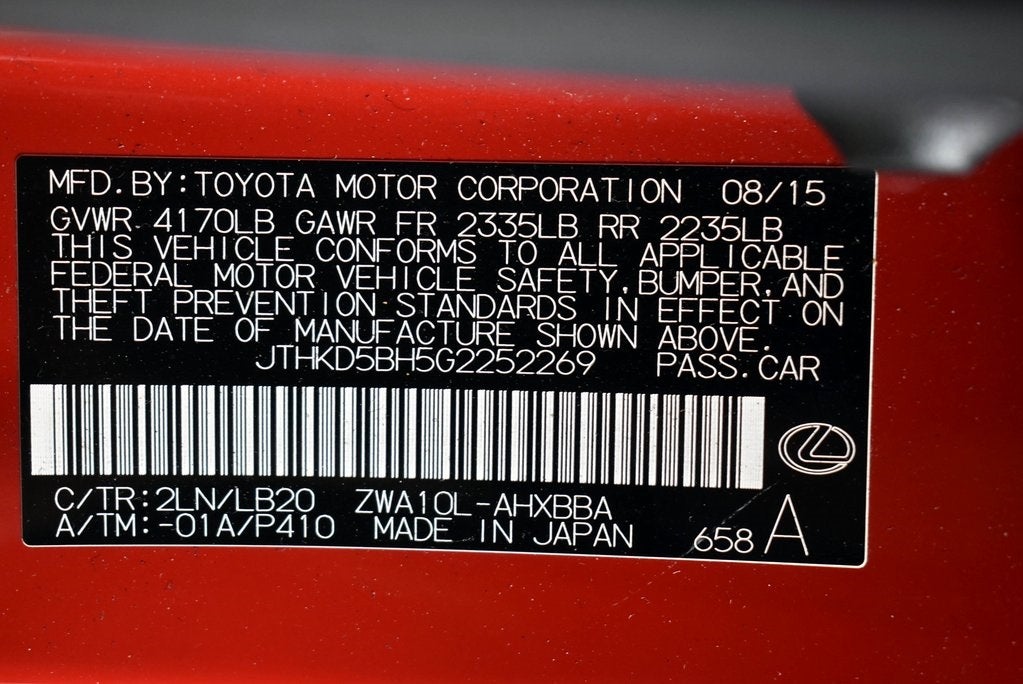 MFD.BY:TOYOTA MOTOR CORPORATION 08/15
GVWR 4170LB GAWR FR 2335LB RR 2235LB
THIS VEHICLE CONFORMS TO ALL APPLICABLE
FEDERAL MOTOR VEHICLE SAFETY,BUMPER,AND
THEFT PREVENTION STANDARDS IN EFFECT ON
THE DATE OF MANUFACTURE SHOWN ABOVE.
JTHKD5BH5G2252269 PASS.CAR
C/TR:2LN/LB20 ZWA10L-AHXBBA
A/TM:-01A/P410 MADE IN JAPAN 658 A